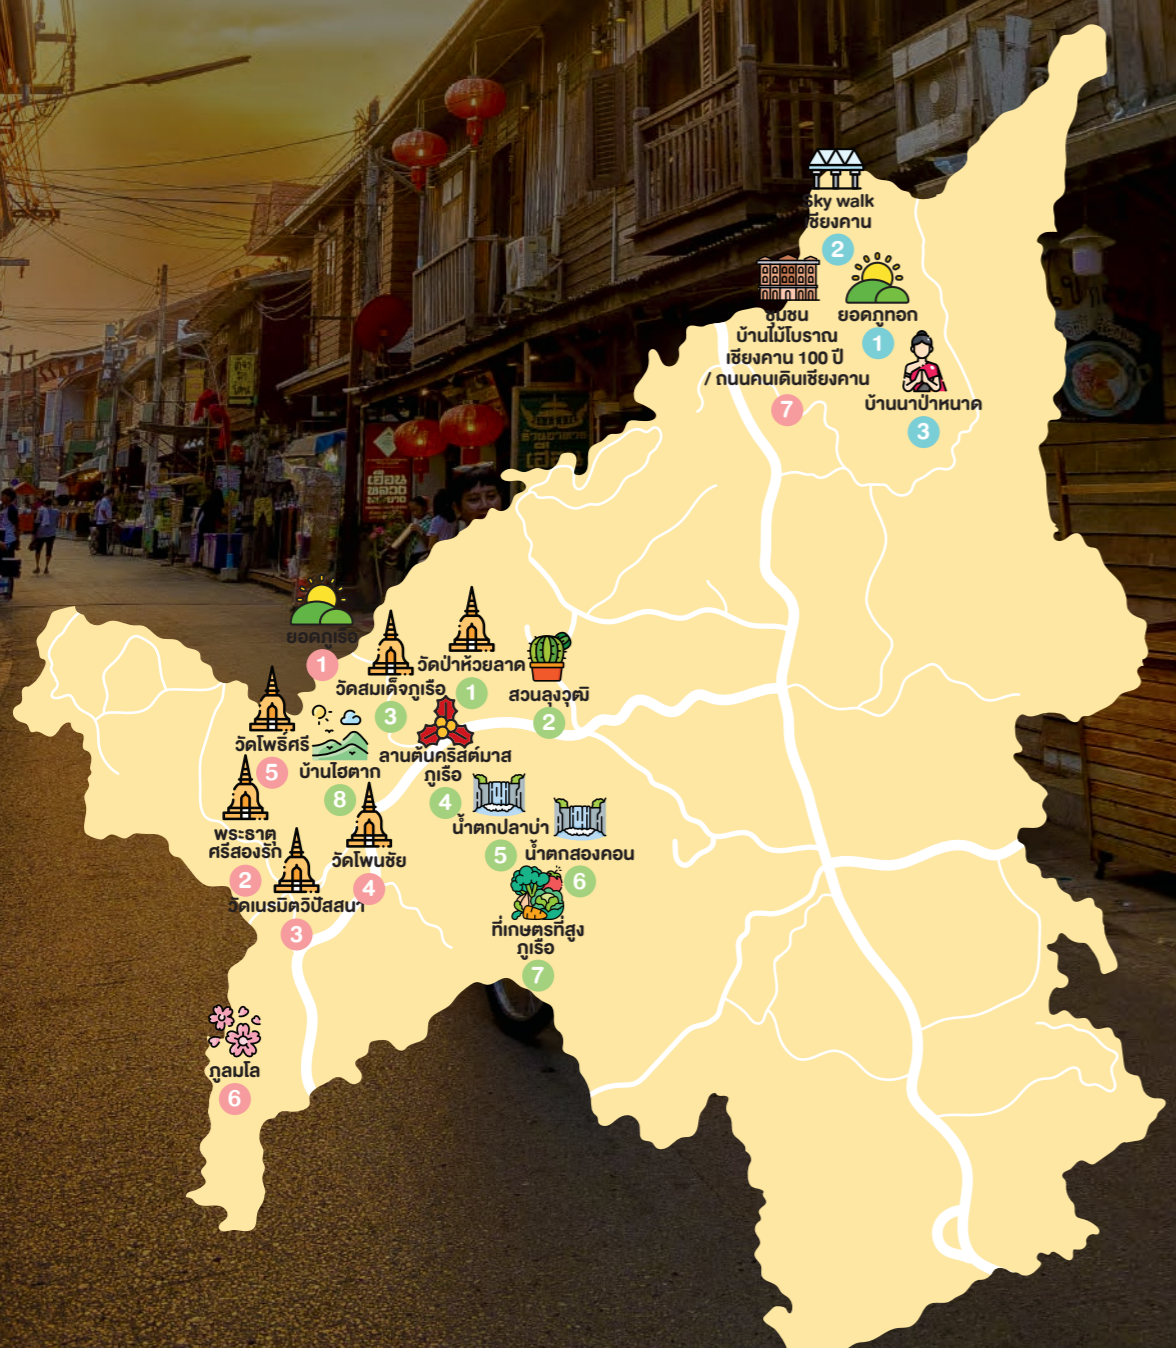 Sky walk
เชียงคาน
2
ชุมชน
บ้านไม้โบราณ
เชียงคาน 100 ปี
/ ถนนคนเดินเชียงคาน
7
ยอดภูทอก
1
บ้านนาป่าหนาด
3
ยอดภูเรือ
1
วัดป่าห้วยลาด
1
วัดสมเด็จภูเรือ
3
สวนลุงวุฒิ
2
วัดโพธิ์ศรี
5
บ้านไฮตาก
8
ลานต้นคริสต์มาส
ภูเรือ
4
น้ำตกปลาบ่า
5
น้ำตกสองคอน
6
พระธาตุ
ศรีสองรัก
2
วัดโพนชัย
4
วัดเนรมิตวิปัสสนา
3
ที่เกษตรที่สูง
ภูเรือ
7
ภูลมโล
6